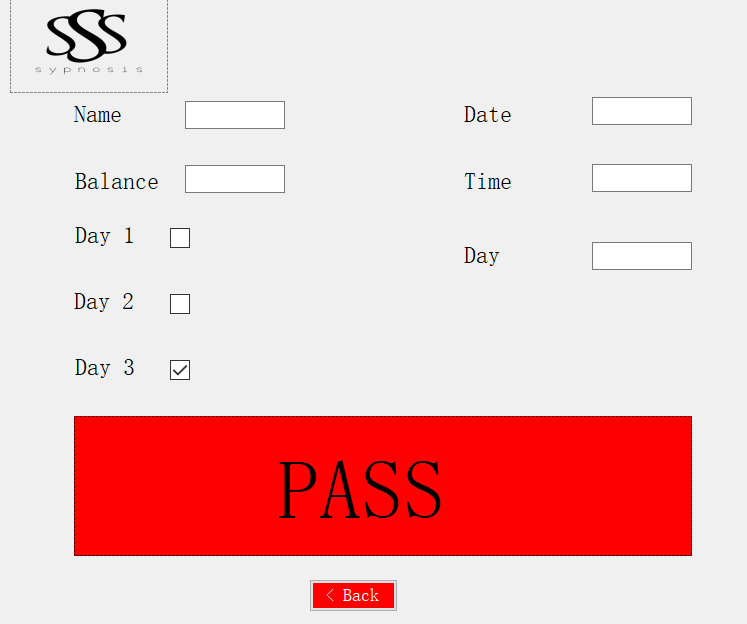 SSS
sypnosis
Name
Date
Balance
Time
Day 1
Day
Day 2
Day 3
PASS
< Back